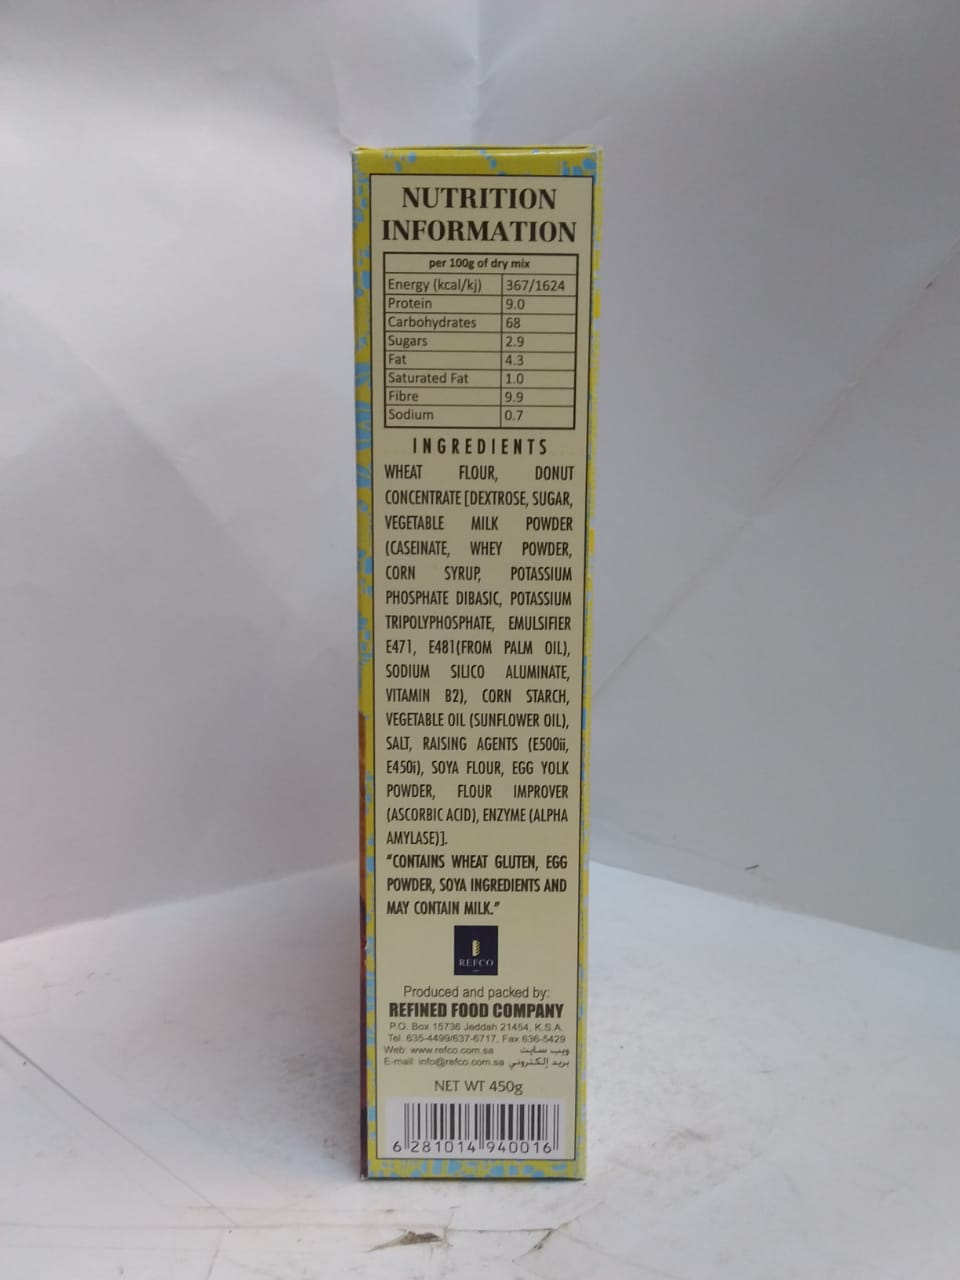 NUTRITION
INFORMATION
per 100g of dry mix
Energy (kcal/kj) 367/1624
Protein 9.0
Carbohydrates 68
Sugars 2.9
Fat 4.3
Saturated Fat 1.0
Fibre 9.9
Sodium 0.7
INGREDIENTS
WHEAT FLOUR, DONUT
CONCENTRATE [DEXTROSE, SUGAR,
VEGETABLE MILK POWDER
(CASEINATE, WHEY POWDER,
CORN SYRUP, POTASSIUM
PHOSPHATE DIBASIC, POTASSIUM
TRIPOLYPHOSPHATE, EMULSIFIER
E471, E481(FROM PALM OIL),
SODIUM SILICO ALUMINATE,
VITAMIN B2), CORN STARCH,
VEGETABLE OIL (SUNFLOWER OIL),
SALT, RAISING AGENTS (E500ii,
E450i), SOYA FLOUR, EGG YOLK
POWDER, FLOUR IMPROVER
(ASCORBIC ACID), ENZYME (ALPHA
AMYLASE)].
"CONTAINS WHEAT GLUTEN, EGG
POWDER, SOYA INGREDIENTS AND
MAY CONTAIN MILK."
REFCO
Produced and packed by:
REFINED FOOD COMPANY
P.O. Box 15736 Jeddah 21454, K.S.A.
Tel. 635-4499/637-6717, Fax 636-5429
Web: www.refco.com.sa ويب سايت
E-mail: info@refco.com.sa بريد إلكتروني
NET WT 450g
6 281014 940016